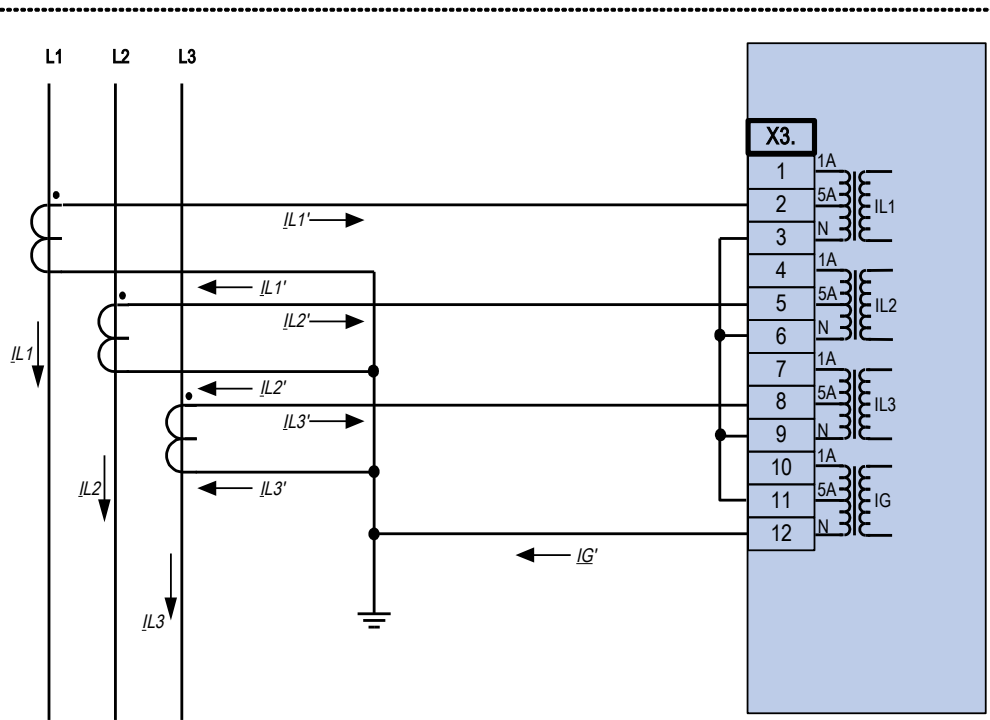 L1 L2 L3
X3.
1 1A
2 5A IL1
3 N
4 1A
5 5A IL2
6 N
7 1A
8 5A IL3
9 N
10 1A
11 5A IG
12 N
IL1'
IL1'
IL2'
IL1
IL2'
IL3'
IL2
IL3'
IG'
IL3